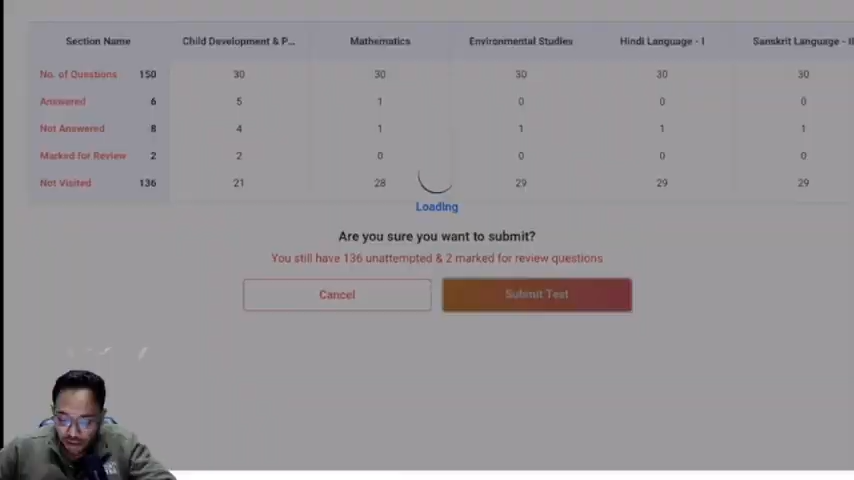 Section Name Child Development & P... Mathematics Environmental Studies Hindi Language - I Sanskrit Language - II
No. of Questions 150 30 30 30 30 30
Answered 6 5 1 0 0 0
Not Answered 8 4 1 1 1 1
Marked for Review 2 2 0 0 0 0
Not Visited 136 21 28 29 29 29
Loading
Are you sure you want to submit?
You still have 136 unattempted & 2 marked for review questions
Cancel Submit Test